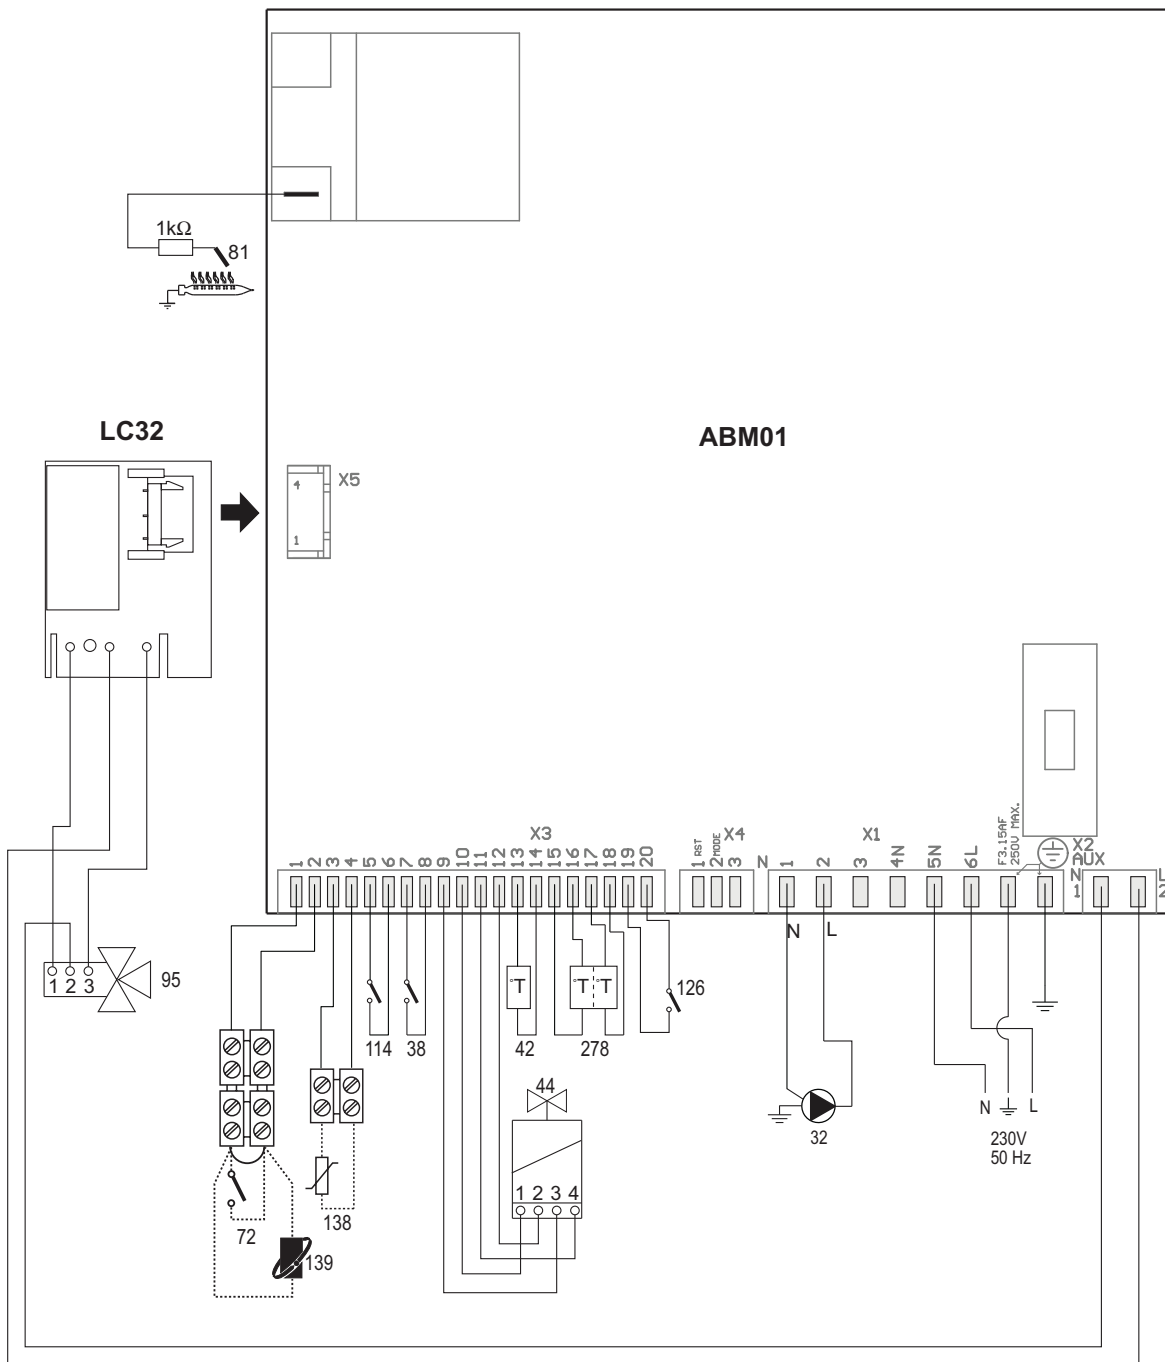 1kΩ
81
LC32
ABM01
X5
4
1
X3
X4
X1
F3.15AF
250V MAX.
X2
AUX
1 2 3 4 5 6 7 8 9 10 11 12 13 14 15 16 17 18 19 20
1 RST
2 MODE
3
N
1 2 3 4N 5N 6L
N
1
L
2
N L
1 2 3
95
°T
°T °T
126
114
38
42
278
44
32
N L
230V
50 Hz
1 2 3 4
72
138
139